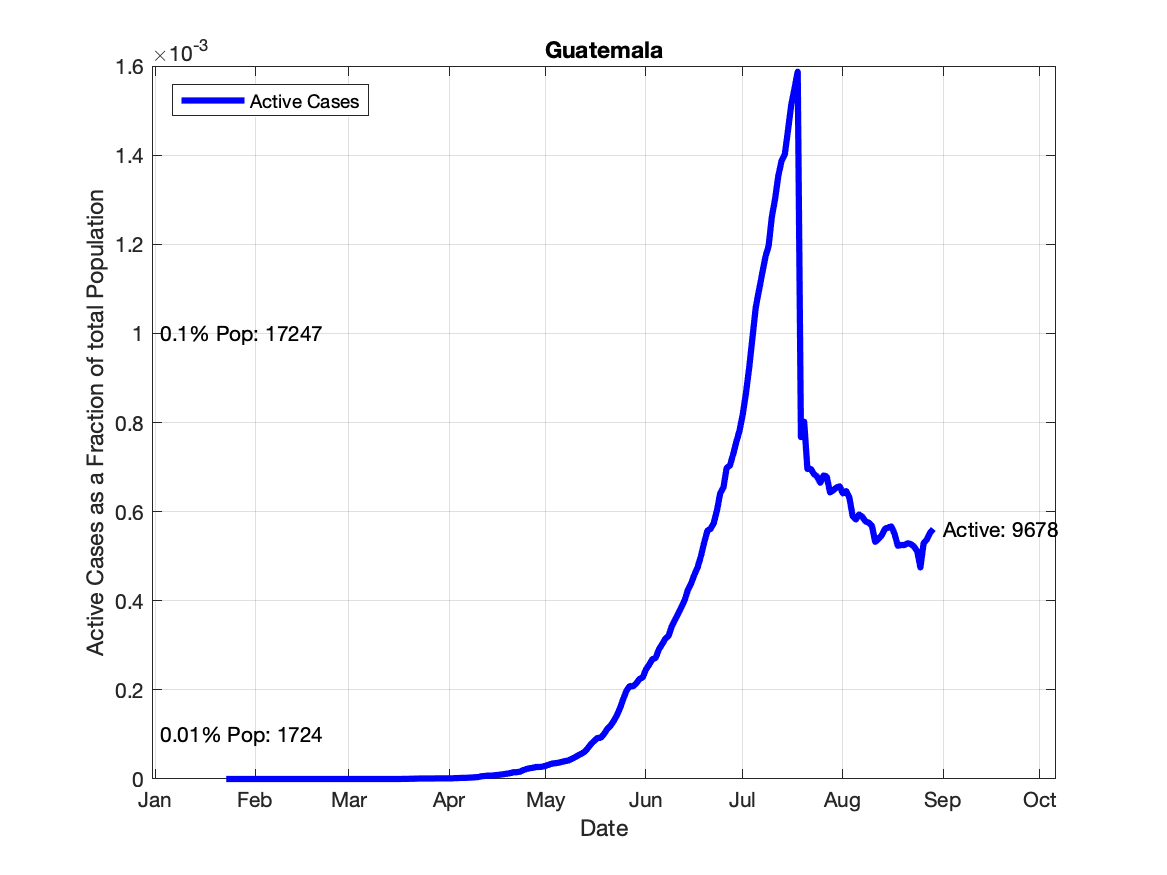 Guatemala
×10-3
1.6
1.4
1.2
1
0.8
0.6
0.4
0.2
0
Active Cases
0.1% Pop: 17247
0.01% Pop: 1724
Active: 9678
Active Cases as a Fraction of total Population
Jan Feb Mar Apr May Jun Jul Aug Sep Oct
Date